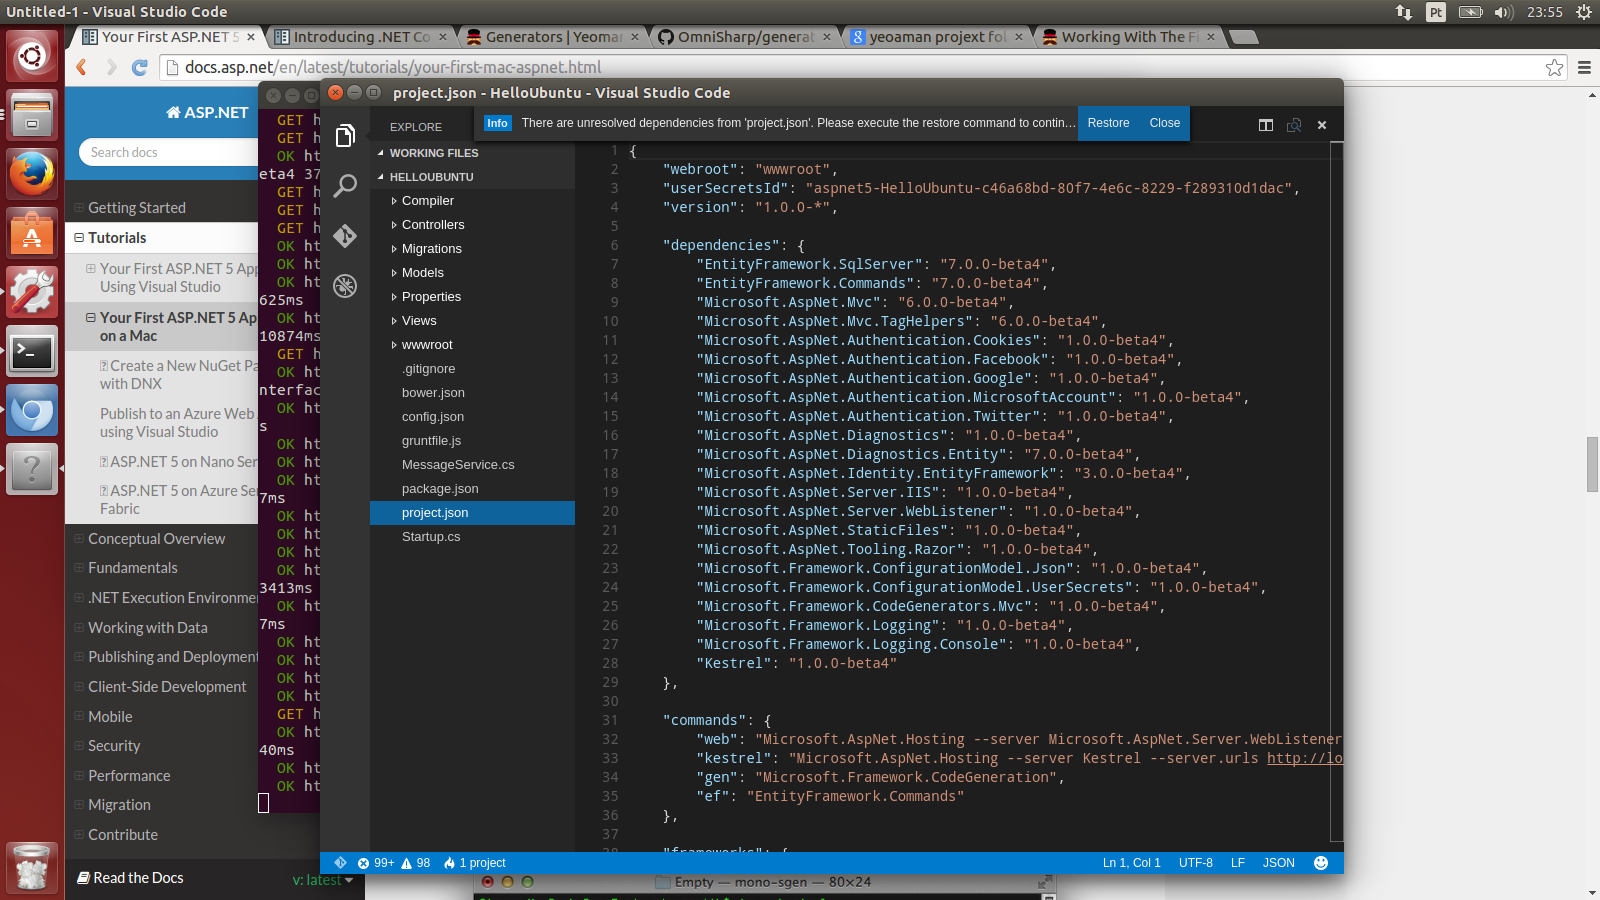 Untitled-1 - Visual Studio Code
Pt
23:55
Your First ASP.NET 5
Introducing .NET Co
Generators | Yeoma
OmniSharp/generat
yeoaman projext fol
Working With The Fi
docs.asp.net/en/latest/tutorials/your-first-mac-aspnet.html
ASP.NET
Search docs
Getting Started
Tutorials
Your First ASP.NET 5 App
Using Visual Studio
Your First ASP.NET 5 Ap
on a Mac
Create a New NuGet Pa
with DNX
Publish to an Azure Web
using Visual Studio
ASP.NET 5 on Nano Ser
ASP.NET 5 on Azure Se
Fabric
Conceptual Overview
Fundamentals
.NET Execution Environme
Working with Data
Publishing and Deployment
Client-Side Development
Mobile
Security
Performance
Migration
Contribute
Read the Docs
v: latest
GET h
GET h
OK ht
eta4 37
GET h
GET h
GET h
OK ht
OK ht
OK ht
625ms
OK ht
10874ms
GET h
OK ht
nterfac
OK ht
s
OK ht
OK ht
OK ht
7ms
OK ht
OK ht
OK ht
OK ht
3413ms
OK ht
7ms
OK ht
OK ht
OK ht
OK ht
GET h
OK ht
40ms
OK ht
OK ht
project.json - HelloUbuntu - Visual Studio Code
EXPLORE
Info There are unresolved dependencies from 'project.json'. Please execute the restore command to contin... Restore Close
WORKING FILES
HELLOUBUNTU
Compiler
Controllers
Migrations
Models
Properties
Views
wwwroot
.gitignore
bower.json
config.json
gruntfile.js
MessageService.cs
package.json
project.json
Startup.cs
1 {
2 "webroot": "wwwroot",
3 "userSecretsId": "aspnet5-HelloUbuntu-c46a68bd-80f7-4e6c-8229-f289310d1dac",
4 "version": "1.0.0-*",
5
6 "dependencies": {
7 "EntityFramework.SqlServer": "7.0.0-beta4",
8 "EntityFramework.Commands": "7.0.0-beta4",
9 "Microsoft.AspNet.Mvc": "6.0.0-beta4",
10 "Microsoft.AspNet.Mvc.TagHelpers": "6.0.0-beta4",
11 "Microsoft.AspNet.Authentication.Cookies": "1.0.0-beta4",
12 "Microsoft.AspNet.Authentication.Facebook": "1.0.0-beta4",
13 "Microsoft.AspNet.Authentication.Google": "1.0.0-beta4",
14 "Microsoft.AspNet.Authentication.MicrosoftAccount": "1.0.0-beta4",
15 "Microsoft.AspNet.Authentication.Twitter": "1.0.0-beta4",
16 "Microsoft.AspNet.Diagnostics": "1.0.0-beta4",
17 "Microsoft.AspNet.Diagnostics.Entity": "7.0.0-beta4",
18 "Microsoft.AspNet.Identity.EntityFramework": "3.0.0-beta4",
19 "Microsoft.AspNet.Server.IIS": "1.0.0-beta4",
20 "Microsoft.AspNet.Server.WebListener": "1.0.0-beta4",
21 "Microsoft.AspNet.StaticFiles": "1.0.0-beta4",
22 "Microsoft.AspNet.Tooling.Razor": "1.0.0-beta4",
23 "Microsoft.Framework.ConfigurationModel.Json": "1.0.0-beta4",
24 "Microsoft.Framework.ConfigurationModel.UserSecrets": "1.0.0-beta4",
25 "Microsoft.Framework.CodeGenerators.Mvc": "1.0.0-beta4",
26 "Microsoft.Framework.Logging": "1.0.0-beta4",
27 "Microsoft.Framework.Logging.Console": "1.0.0-beta4",
28 "Kestrel": "1.0.0-beta4"
29 },
30
31 "commands": {
32 "web": "Microsoft.AspNet.Hosting --server Microsoft.AspNet.Server.WebListener
33 "kestrel": "Microsoft.AspNet.Hosting --server Kestrel --server.urls http://lo
34 "gen": "Microsoft.Framework.CodeGeneration",
35 "ef": "EntityFramework.Commands"
36 },
37
38 "frameworks": {
99+ 98 1 project
Ln 1, Col 1 UTF-8 LF JSON
Empty — mono-sgen — 80×24